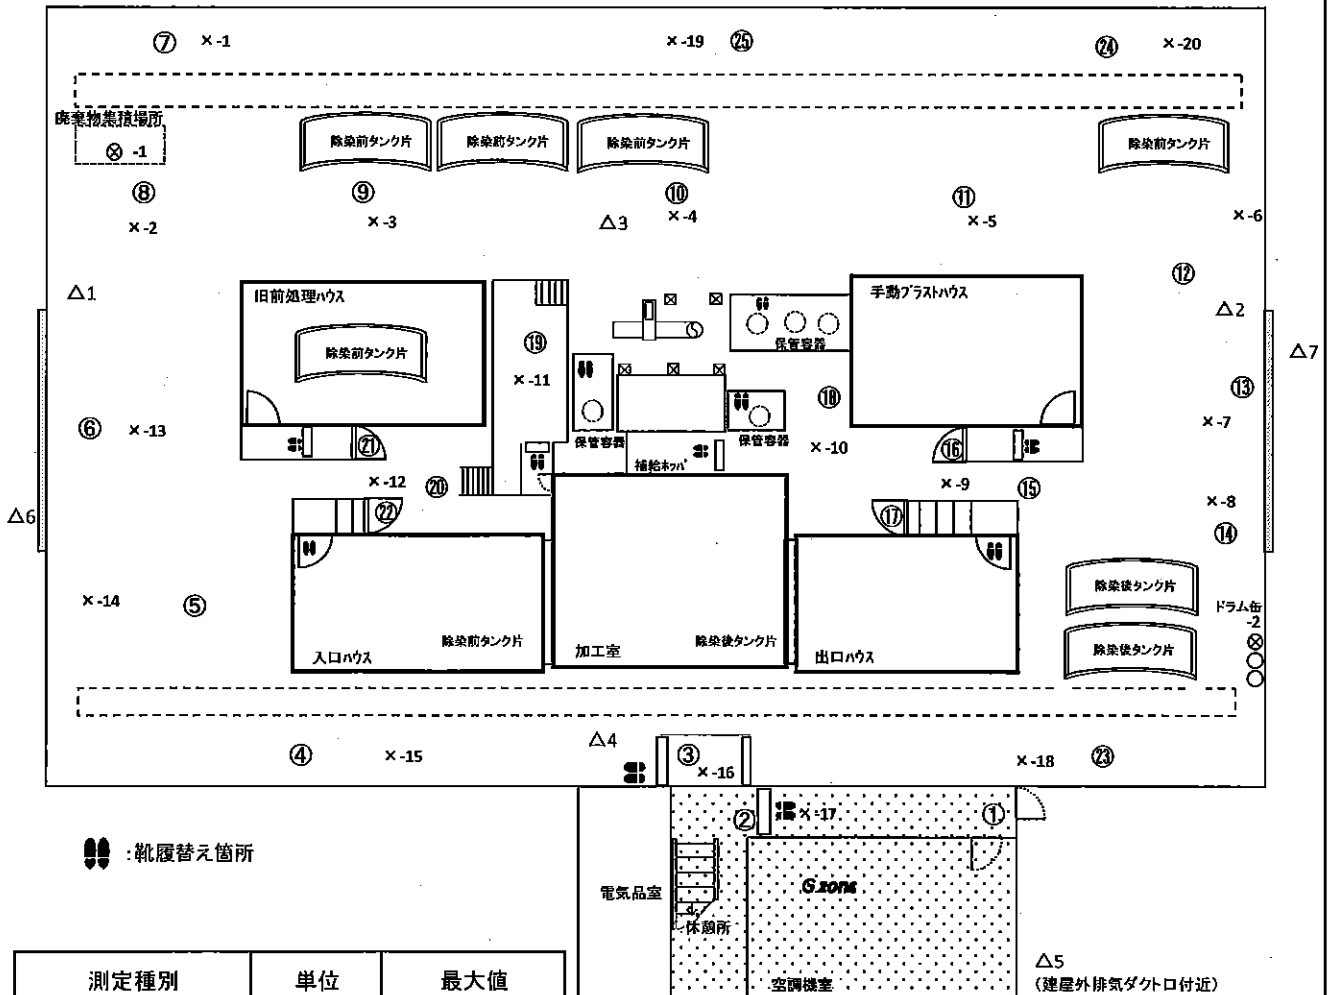 ⑦ ×-1 ×-19 ㉕ ㉔ ×-20
廃棄物集積場所
⊗ -1
除染前タンク片 除染前タンク片 除染前タンク片 除染前タンク片
⑧ ⑨ ⑩ ⑪
×-2 ×-3 △3 ×-4 ×-5 ×-6
⑫
△1 旧前処理ハウス 手動ブラストハウス
△2
除染前タンク片 ⑲ 保管容器 △7
×-11 ⑬
⑱
⑥ ×-13 ×-7
㉑ 保管容器 保管容器 ×-10 ⑯
補給ホッパ
×-12 ⑳ ×-9 ⑮
×-8
△6 ㉒ ⑰ ⑭
除染後タンク片
×-14 ⑤ ドラム缶
-2
除染前タンク片 除染後タンク片 除染後タンク片
入口ハウス 加工室 出口ハウス
④ ×-15 △4 ③ ×-16 ×-18 ㉓
② ×-17 ①
:靴履替え箇所
電気品室 G zone
休憩所
測定種別 単位 最大値
空調機室
△5
(建屋外排気ダクト口付近)